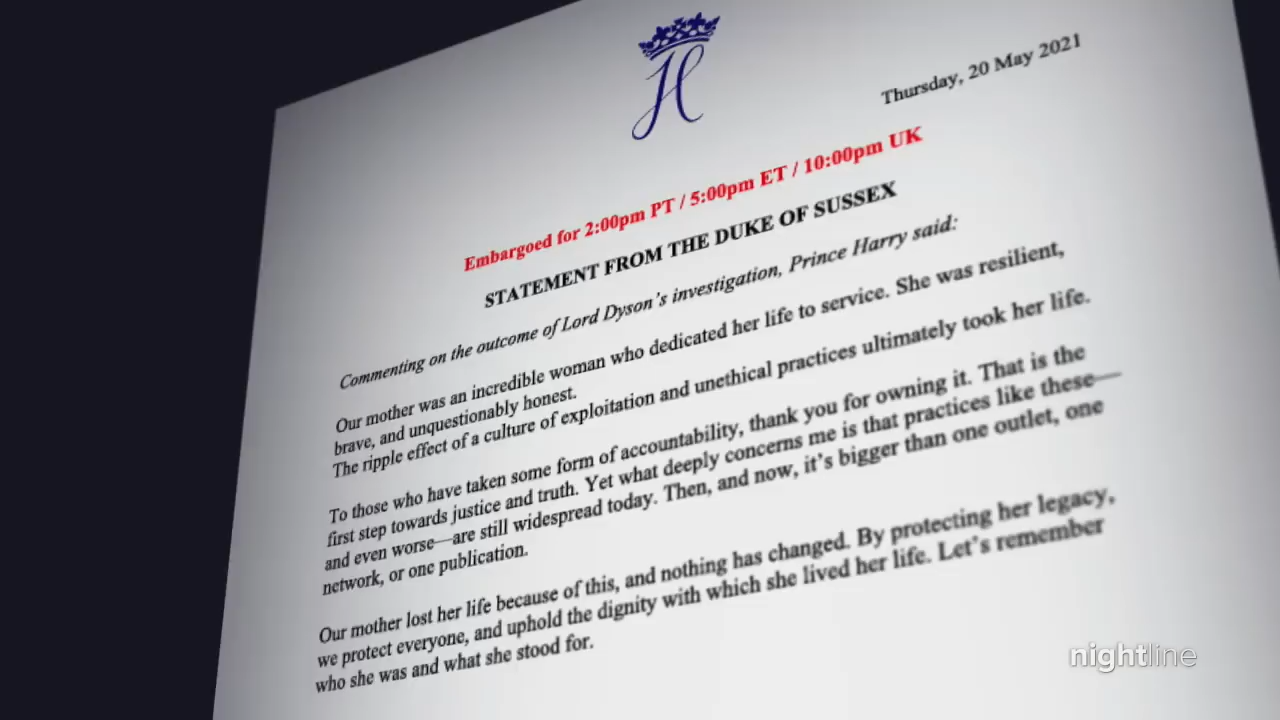 H
Thursday, 20 May 2021
Embargoed for 2:00pm PT / 5:00pm ET / 10:00pm UK
STATEMENT FROM THE DUKE OF SUSSEX
Commenting on the outcome of Lord Dyson's investigation, Prince Harry said:
Our mother was an incredible woman who dedicated her life to service. She was resilient,
brave, and unquestionably honest.
The ripple effect of a culture of exploitation and unethical practices ultimately took her life.
To those who have taken some form of accountability, thank you for owning it. That is the
first step towards justice and truth. Yet what deeply concerns me is that practices like these—
and even worse—are still widespread today. Then, and now, it's bigger than one outlet, one
network, or one publication.
Our mother lost her life because of this, and nothing has changed. By protecting her legacy,
we protect everyone, and uphold the dignity with which she lived her life. Let's remember
who she was and what she stood for.
nightline